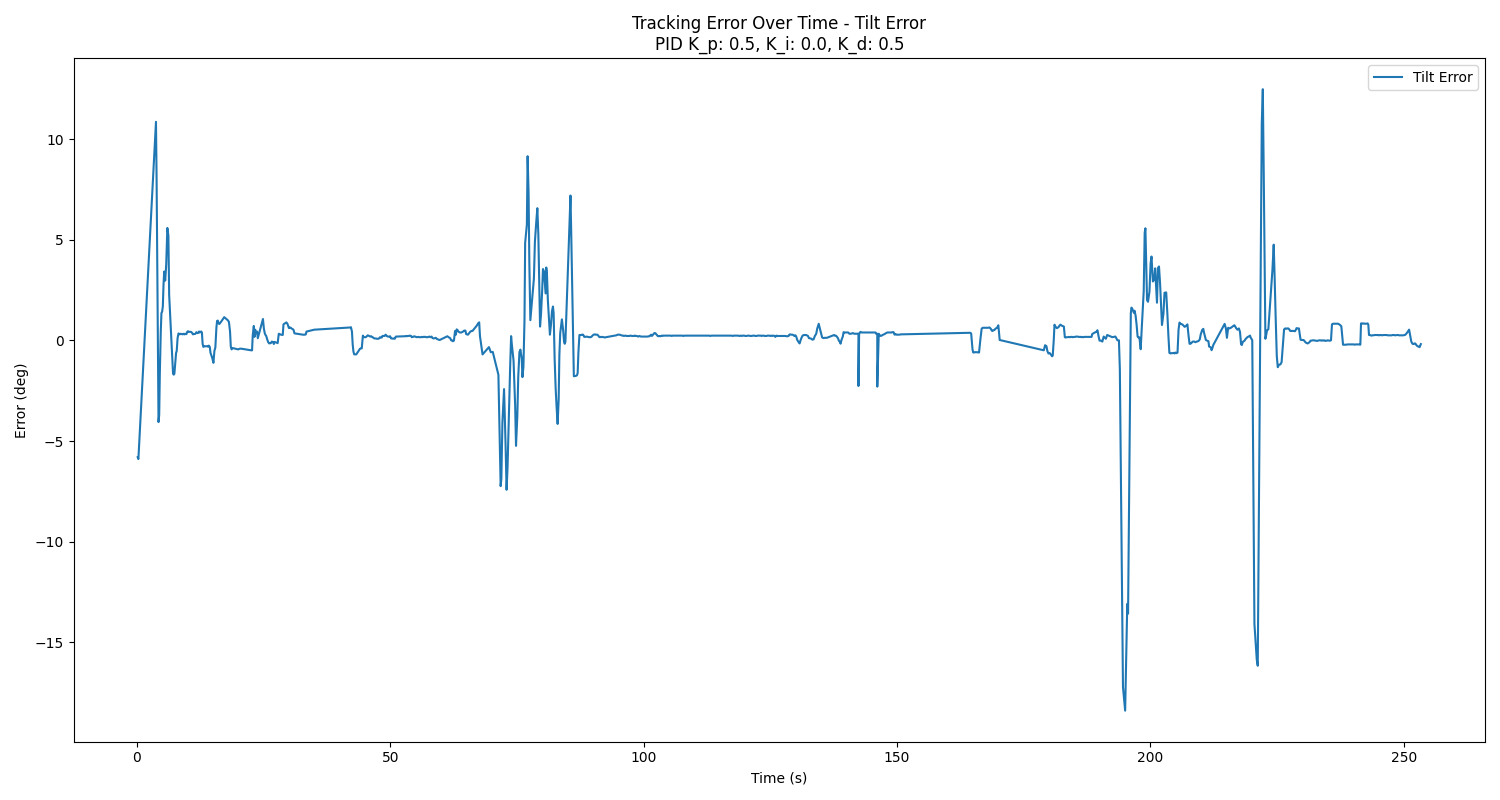 Tracking Error Over Time - Tilt Error
PID K_p: 0.5, K_i: 0.0, K_d: 0.5
Tilt Error
10
5
0
−5
−10
−15
Error (deg)
0 50 100 150 200 250
Time (s)